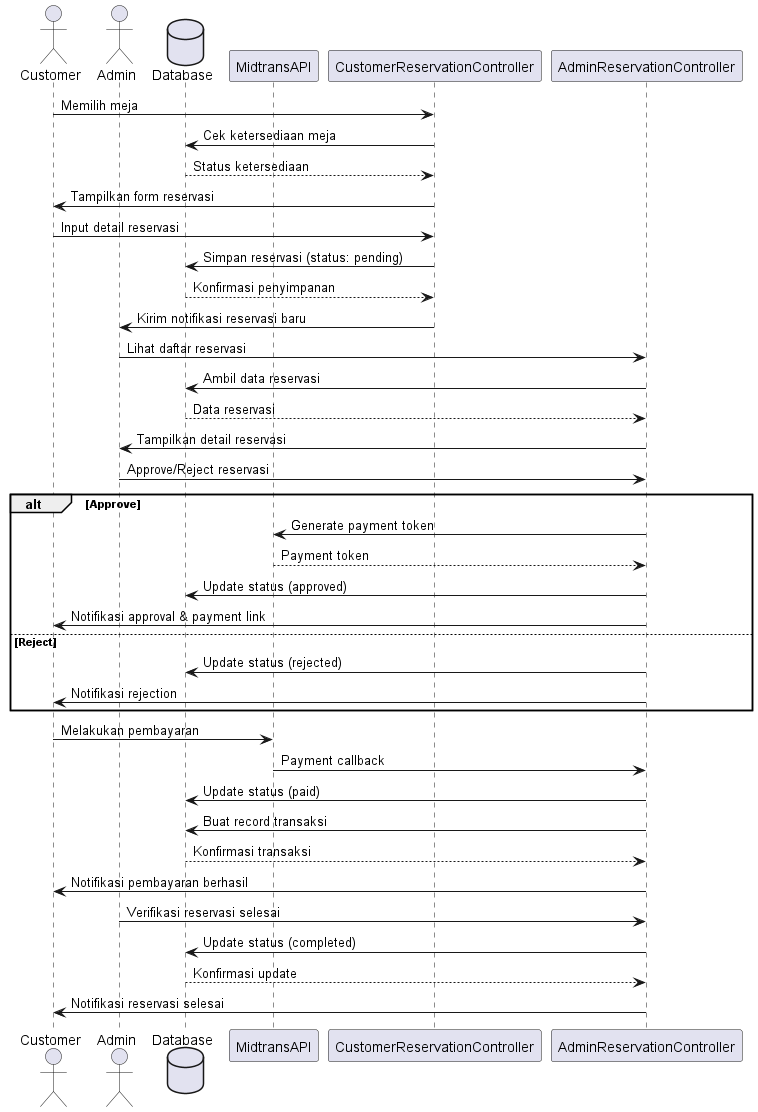 Customer
Admin
Database
MidtransAPI
CustomerReservationController
AdminReservationController
Memilih meja
Cek ketersediaan meja
Status ketersediaan
Tampilkan form reservasi
Input detail reservasi
Simpan reservasi (status: pending)
Konfirmasi penyimpanan
Kirim notifikasi reservasi baru
Lihat daftar reservasi
Ambil data reservasi
Data reservasi
Tampilkan detail reservasi
Approve/Reject reservasi
alt
[Approve]
Generate payment token
Payment token
Update status (approved)
Notifikasi approval & payment link
[Reject]
Update status (rejected)
Notifikasi rejection
Melakukan pembayaran
Payment callback
Update status (paid)
Buat record transaksi
Konfirmasi transaksi
Notifikasi pembayaran berhasil
Verifikasi reservasi selesai
Update status (completed)
Konfirmasi update
Notifikasi reservasi selesai
Customer
Admin
Database
MidtransAPI
CustomerReservationController
AdminReservationController